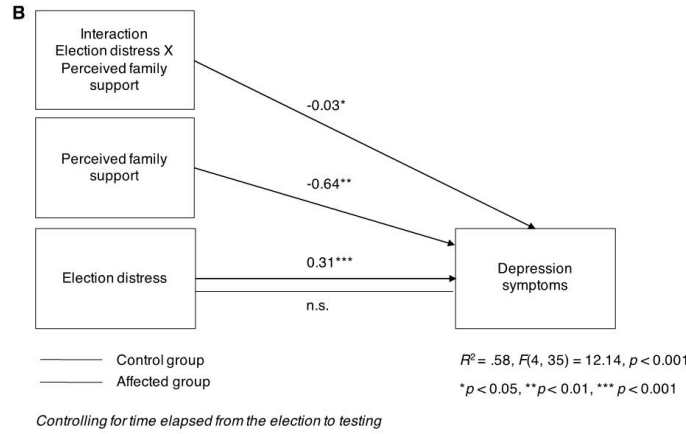 B
Interaction
Election distress X
Perceived family
support
-0.03*
Perceived family
support
-0.64**
Election distress
0.31***
n.s.
Depression
symptoms
Control group
Affected group
R² = .58, F(4, 35) = 12.14, p < 0.001
*p < 0.05, **p < 0.01, *** p < 0.001
Controlling for time elapsed from the election to testing